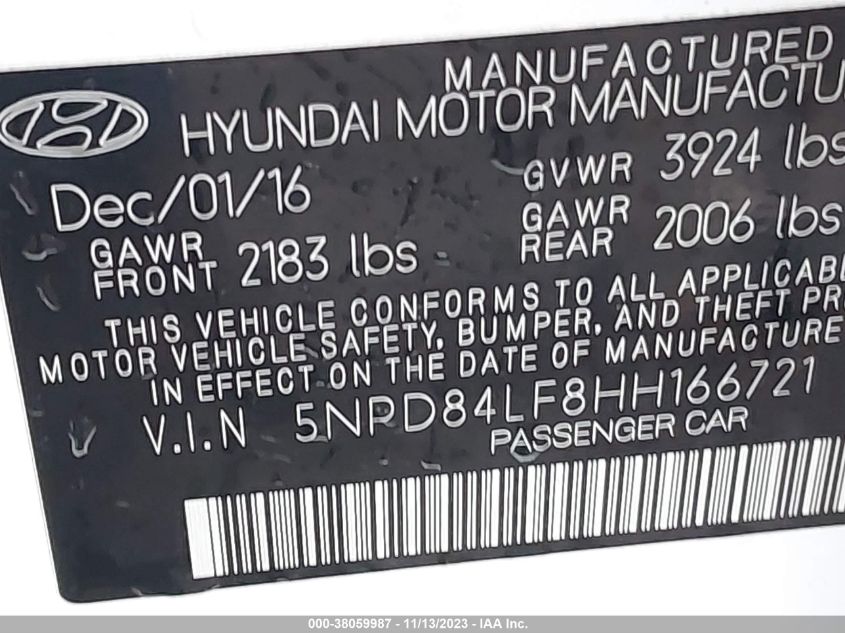 MANUFACTURED
HYUNDAI MOTOR MANUFACTU
Dec/01/16 GVWR 3924 lbs
GAWR FRONT 2183 lbs GAWR REAR 2006 lbs
THIS VEHICLE CONFORMS TO ALL APPLICAB
MOTOR VEHICLE SAFETY, BUMPER, AND THEFT PR
IN EFFECT ON THE DATE OF MANUFACTURE
V.I.N 5NPD84LF8HH166721
PASSENGER CAR
000-38059987 - 11/13/2023 - IAA Inc.